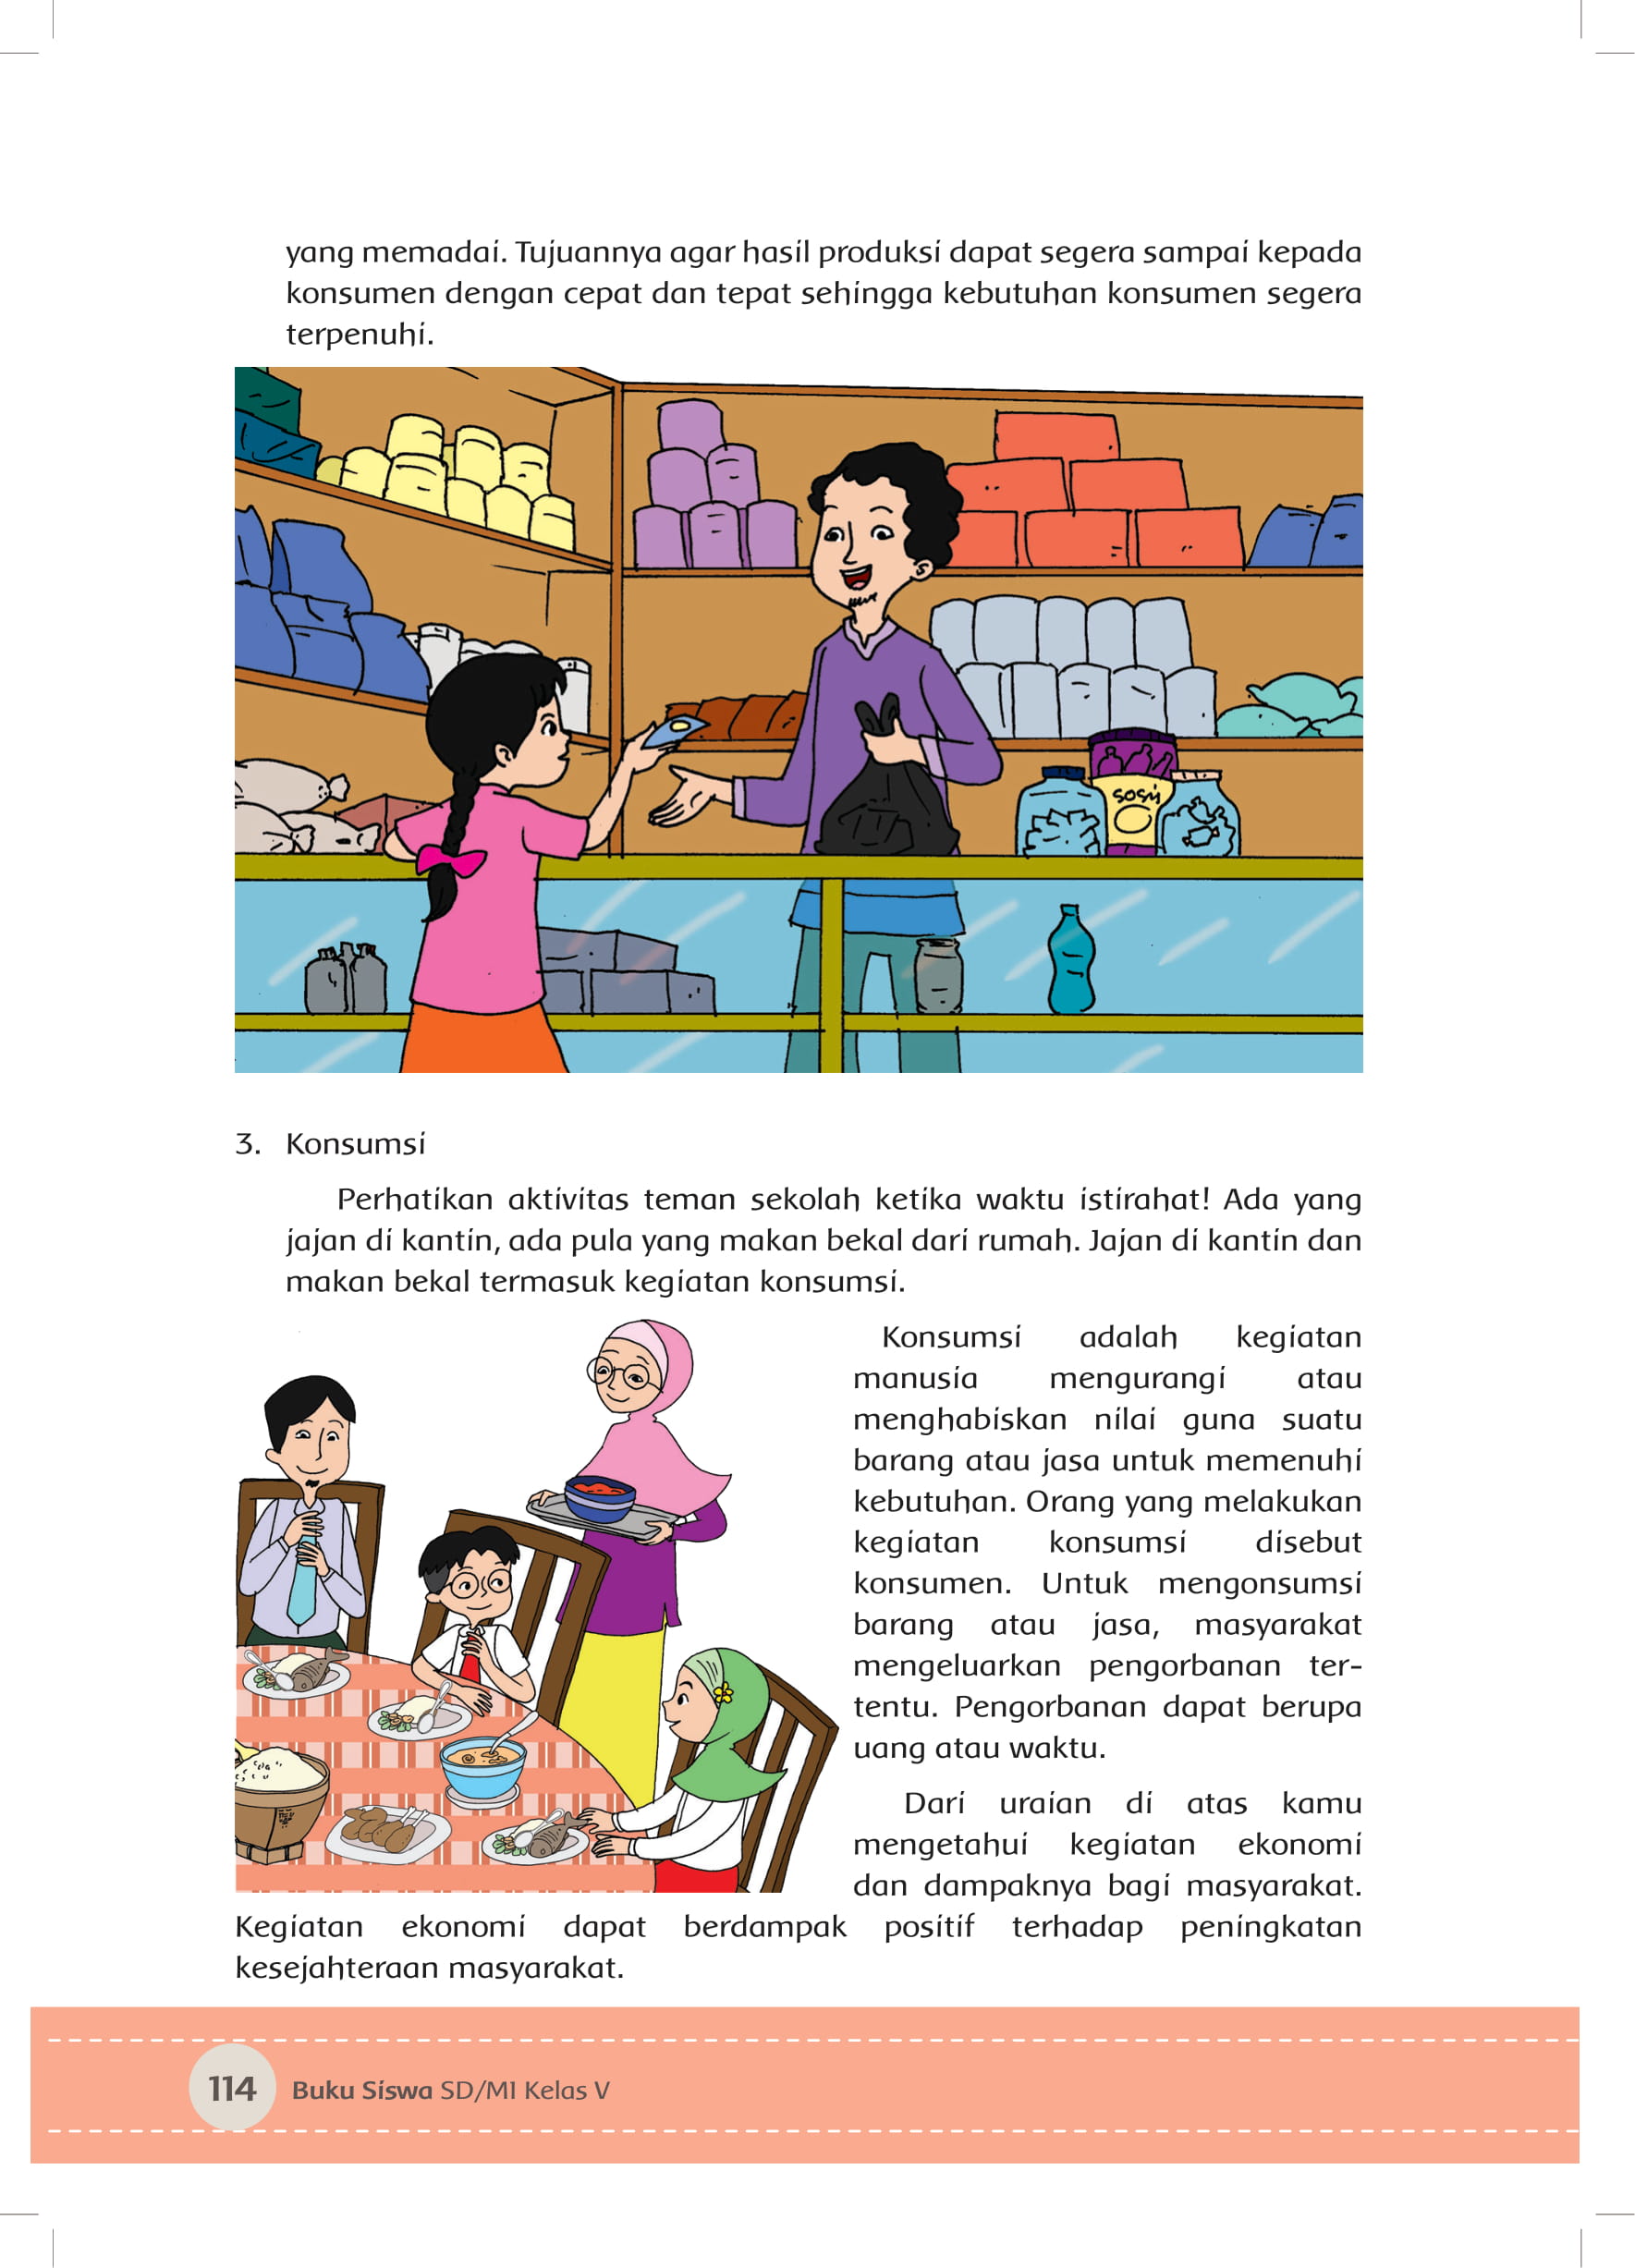 yang memadai. Tujuannya agar hasil produksi dapat segera sampai kepada
konsumen dengan cepat dan tepat sehingga kebutuhan konsumen segera
terpenuhi.
sosis
3. Konsumsi
Perhatikan aktivitas teman sekolah ketika waktu istirahat! Ada yang
jajan di kantin, ada pula yang makan bekal dari rumah. Jajan di kantin dan
makan bekal termasuk kegiatan konsumsi.
Konsumsi adalah kegiatan
manusia mengurangi atau
menghabiskan nilai guna suatu
barang atau jasa untuk memenuhi
kebutuhan. Orang yang melakukan
kegiatan konsumsi disebut
konsumen. Untuk mengonsumsi
barang atau jasa, masyarakat
mengeluarkan pengorbanan ter-
tentu. Pengorbanan dapat berupa
uang atau waktu.
Dari uraian di atas kamu
mengetahui kegiatan ekonomi
dan dampaknya bagi masyarakat.
Kegiatan ekonomi dapat berdampak positif terhadap peningkatan
kesejahteraan masyarakat.
114 Buku Siswa SD/MI Kelas V